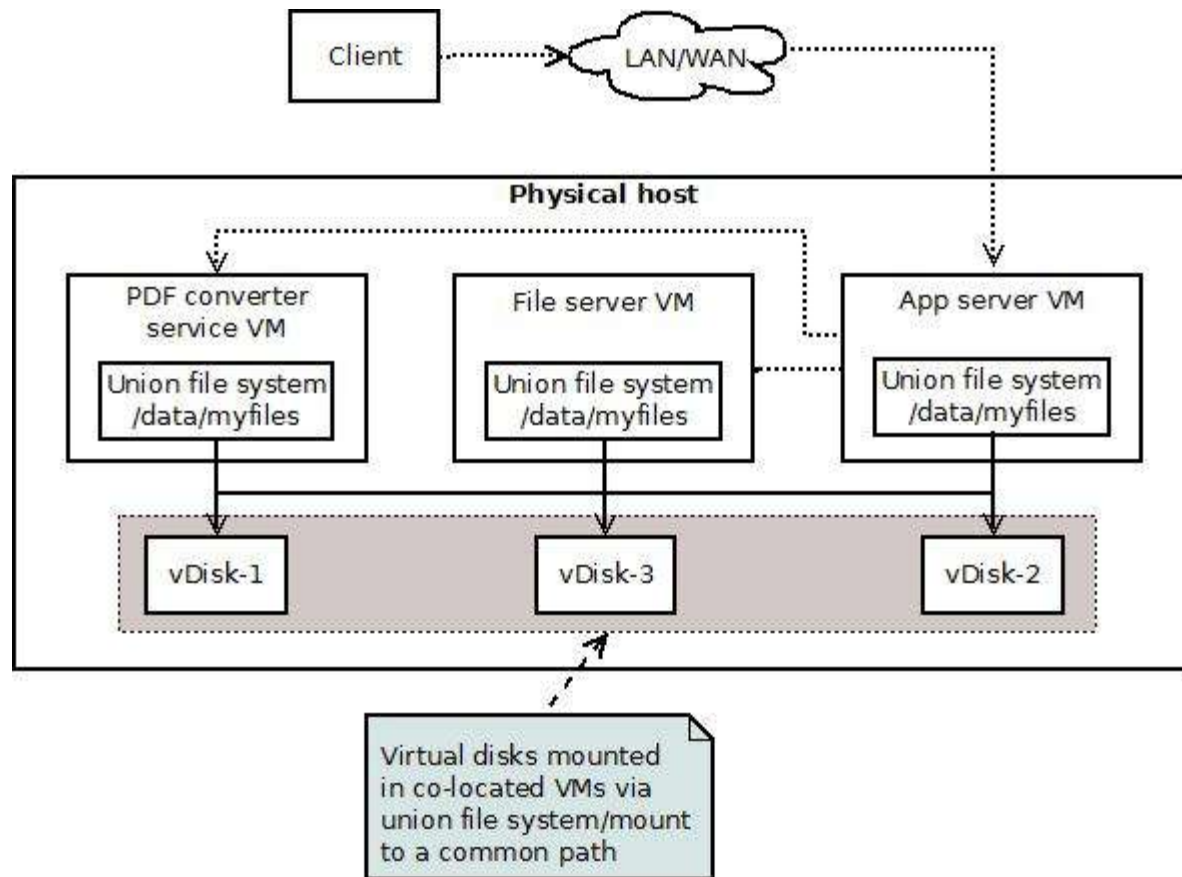 Client
LAN/WAN
Physical host
PDF converter
service VM
Union file system
/data/myfiles
File server VM
Union file system
/data/myfiles
App server VM
Union file system
/data/myfiles
vDisk-1
vDisk-3
vDisk-2
Virtual disks mounted
in co-located VMs via
union file system/mount
to a common path